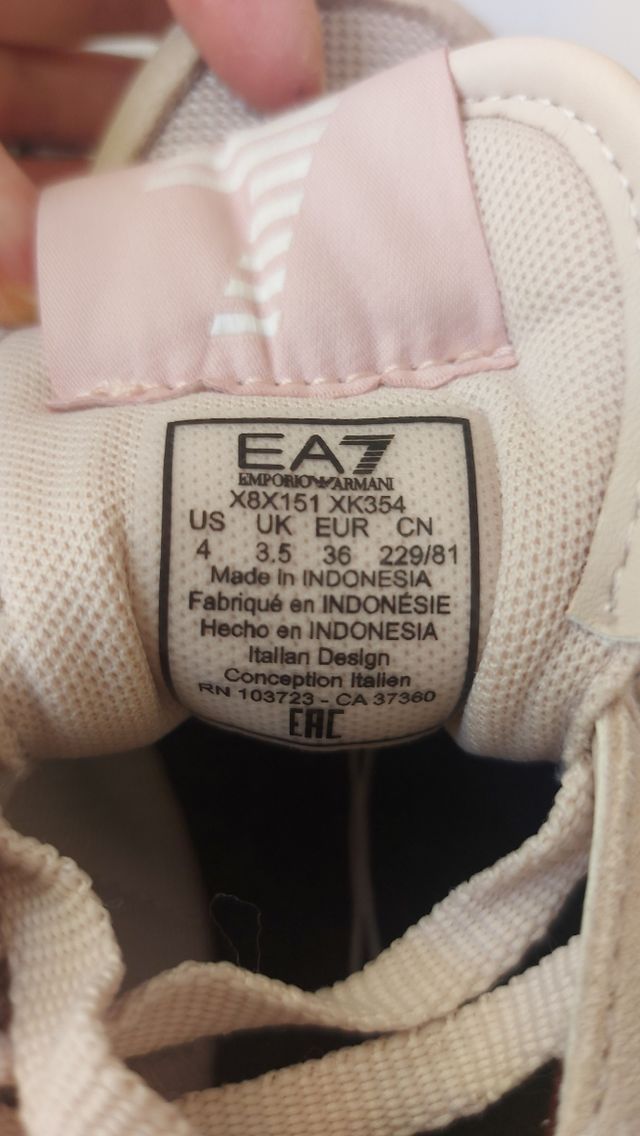 EA7
EMPORIO ARMANI
X8X151 XK354
US UK EUR CN
4 3.5 36 229/81
Made in INDONESIA
Fabriqué en INDONÉSIE
Hecho en INDONESIA
Italian Design
Conception Italien
RN 103723 - CA 37360
EAC